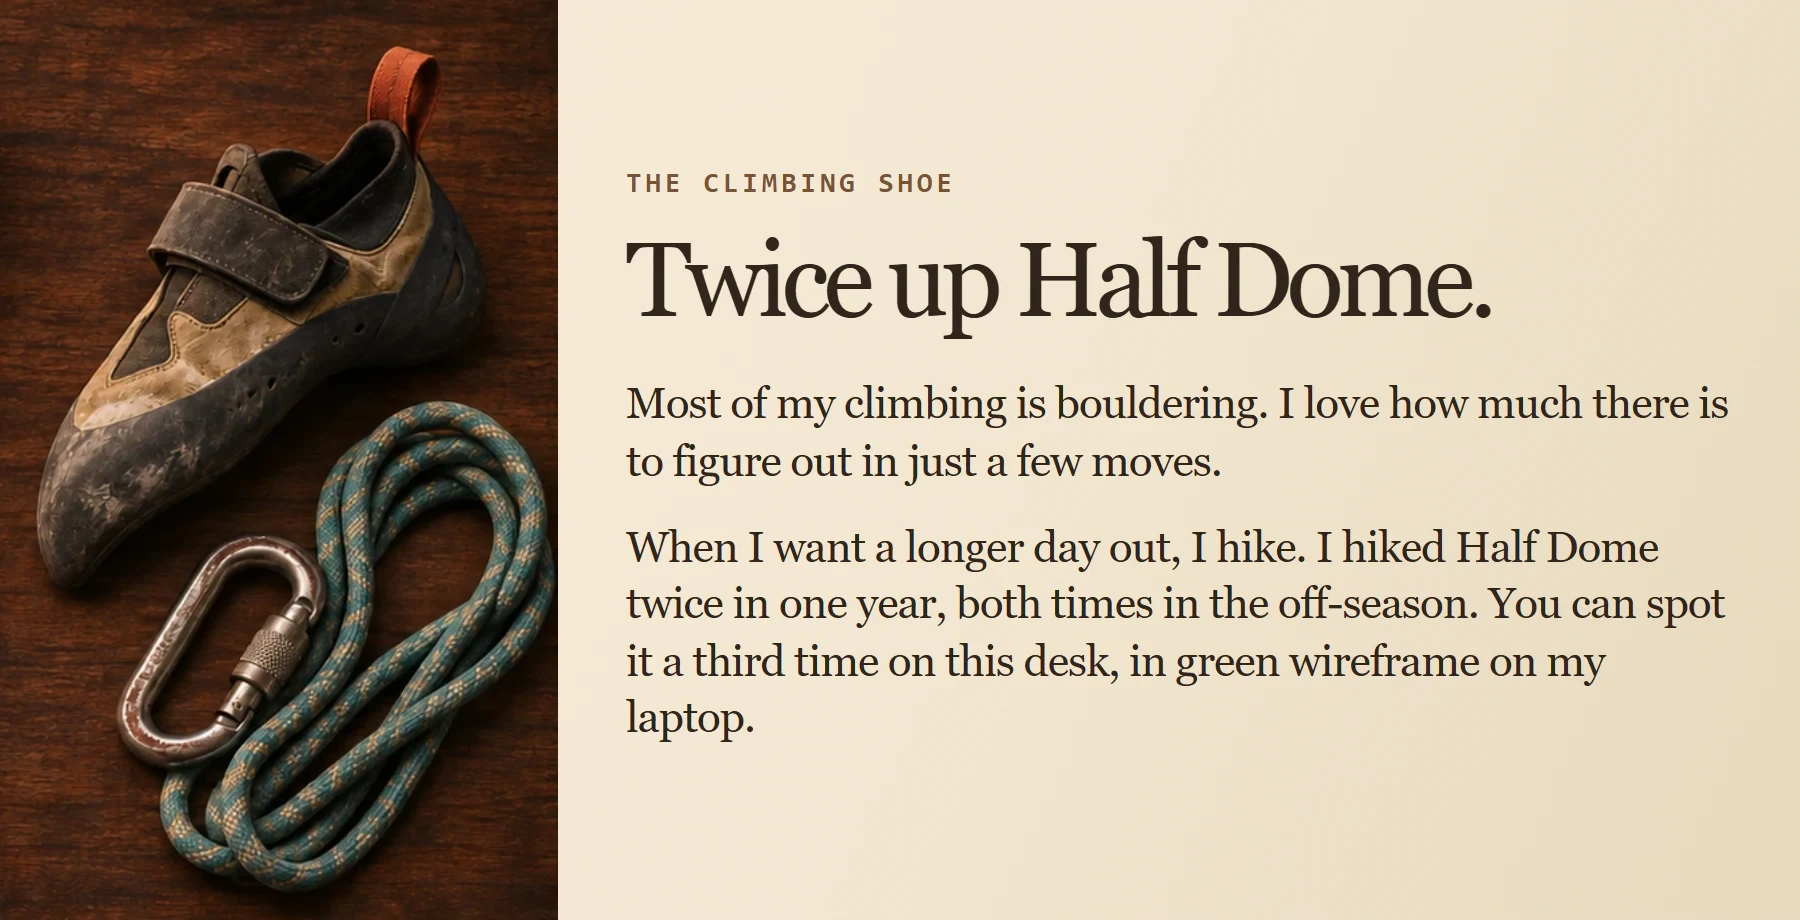 THE CLIMBING SHOE
Twice up Half Dome.
Most of my climbing is bouldering. I love how much there is
to figure out in just a few moves.
When I want a longer day out, I hike. I hiked Half Dome
twice in one year, both times in the off-season. You can spot
it a third time on this desk, in green wireframe on my
laptop.